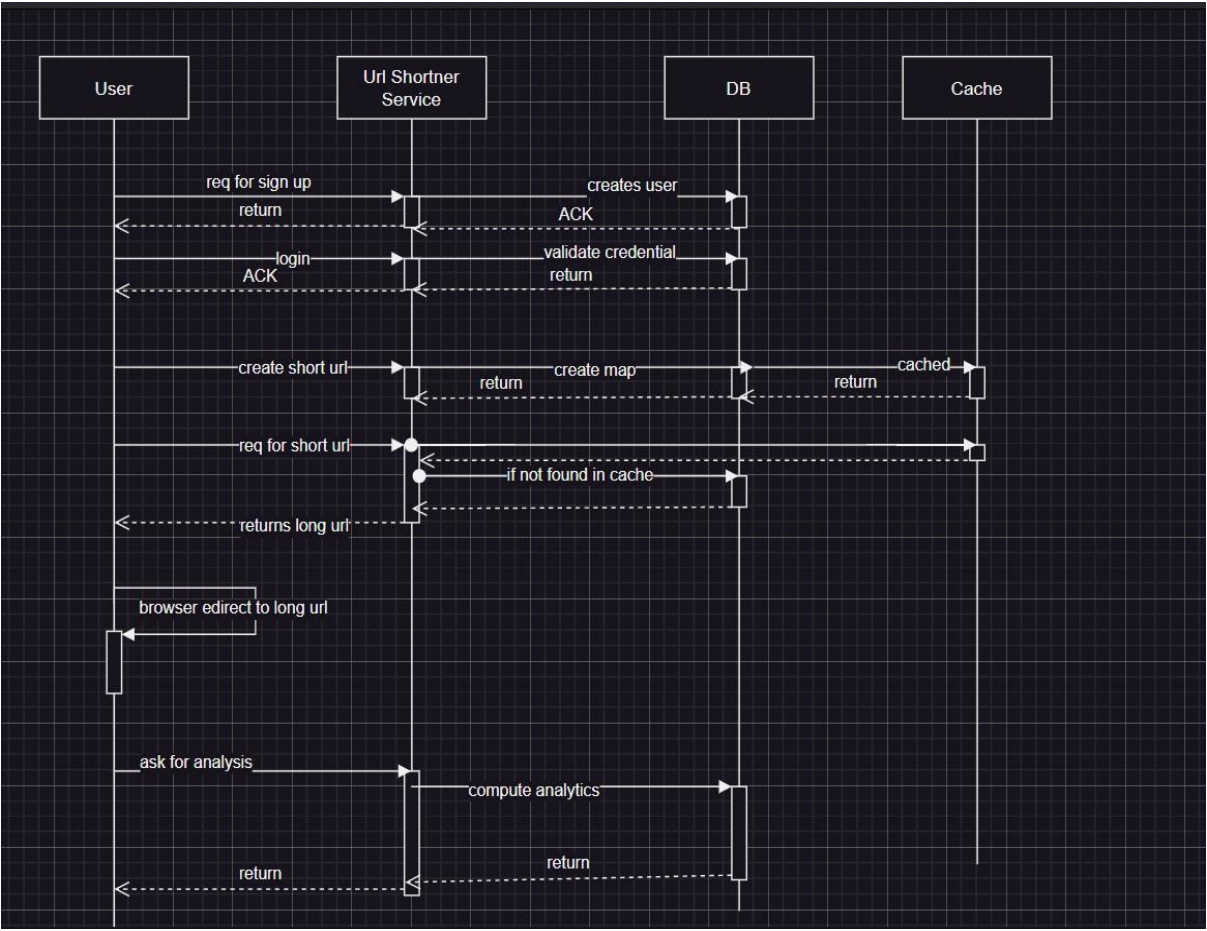 User
Url Shortner
Service
DB
Cache
req for sign up
creates user
return
ACK
login
validate credential
ACK
return
create short url
create map
cached
return
return
req for short url
if not found in cache
returns long url
browser edirect to long url
ask for analysis
compute analytics
return
return